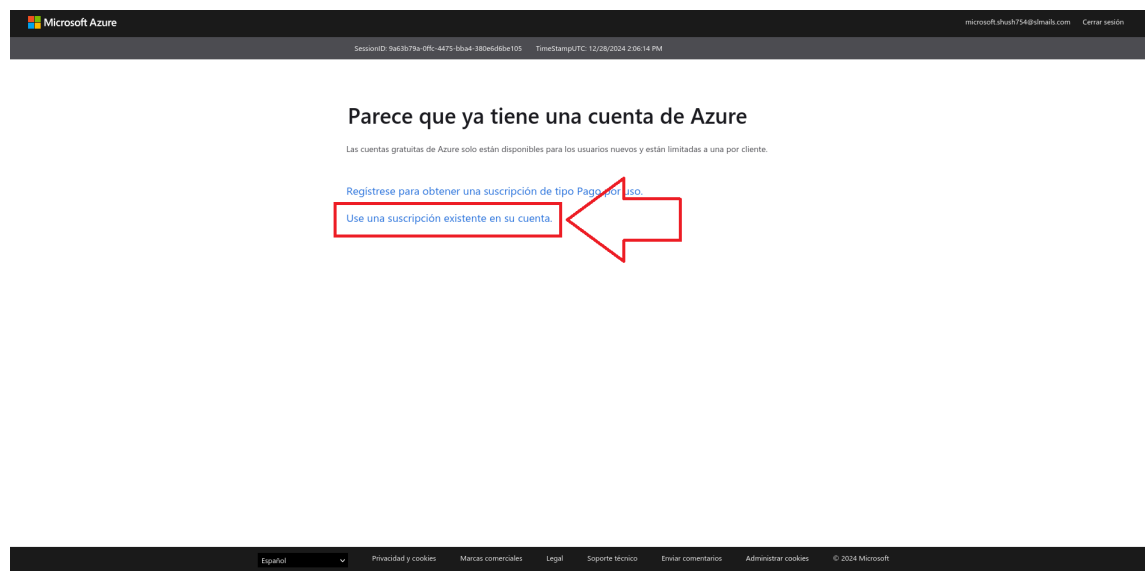 Microsoft Azure
microsoft.shush754@slmails.com Cerrar sesión
SessionID: 9a63b79a-0ffc-4475-bba4-380e6d6be105 TimeStampUTC: 12/28/2024 2:06:14 PM
Parece que ya tiene una cuenta de Azure
Las cuentas gratuitas de Azure solo están disponibles para los usuarios nuevos y están limitadas a una por cliente.
Regístrese para obtener una suscripción de tipo Pago por uso.
Use una suscripción existente en su cuenta.
Español Privacidad y cookies Marcas comerciales Legal Soporte técnico Enviar comentarios Administrar cookies © 2024 Microsoft